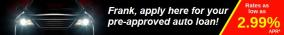 Frank, apply here for your
pre-approved auto loan!
Rates as
low as
2.99%
APR*